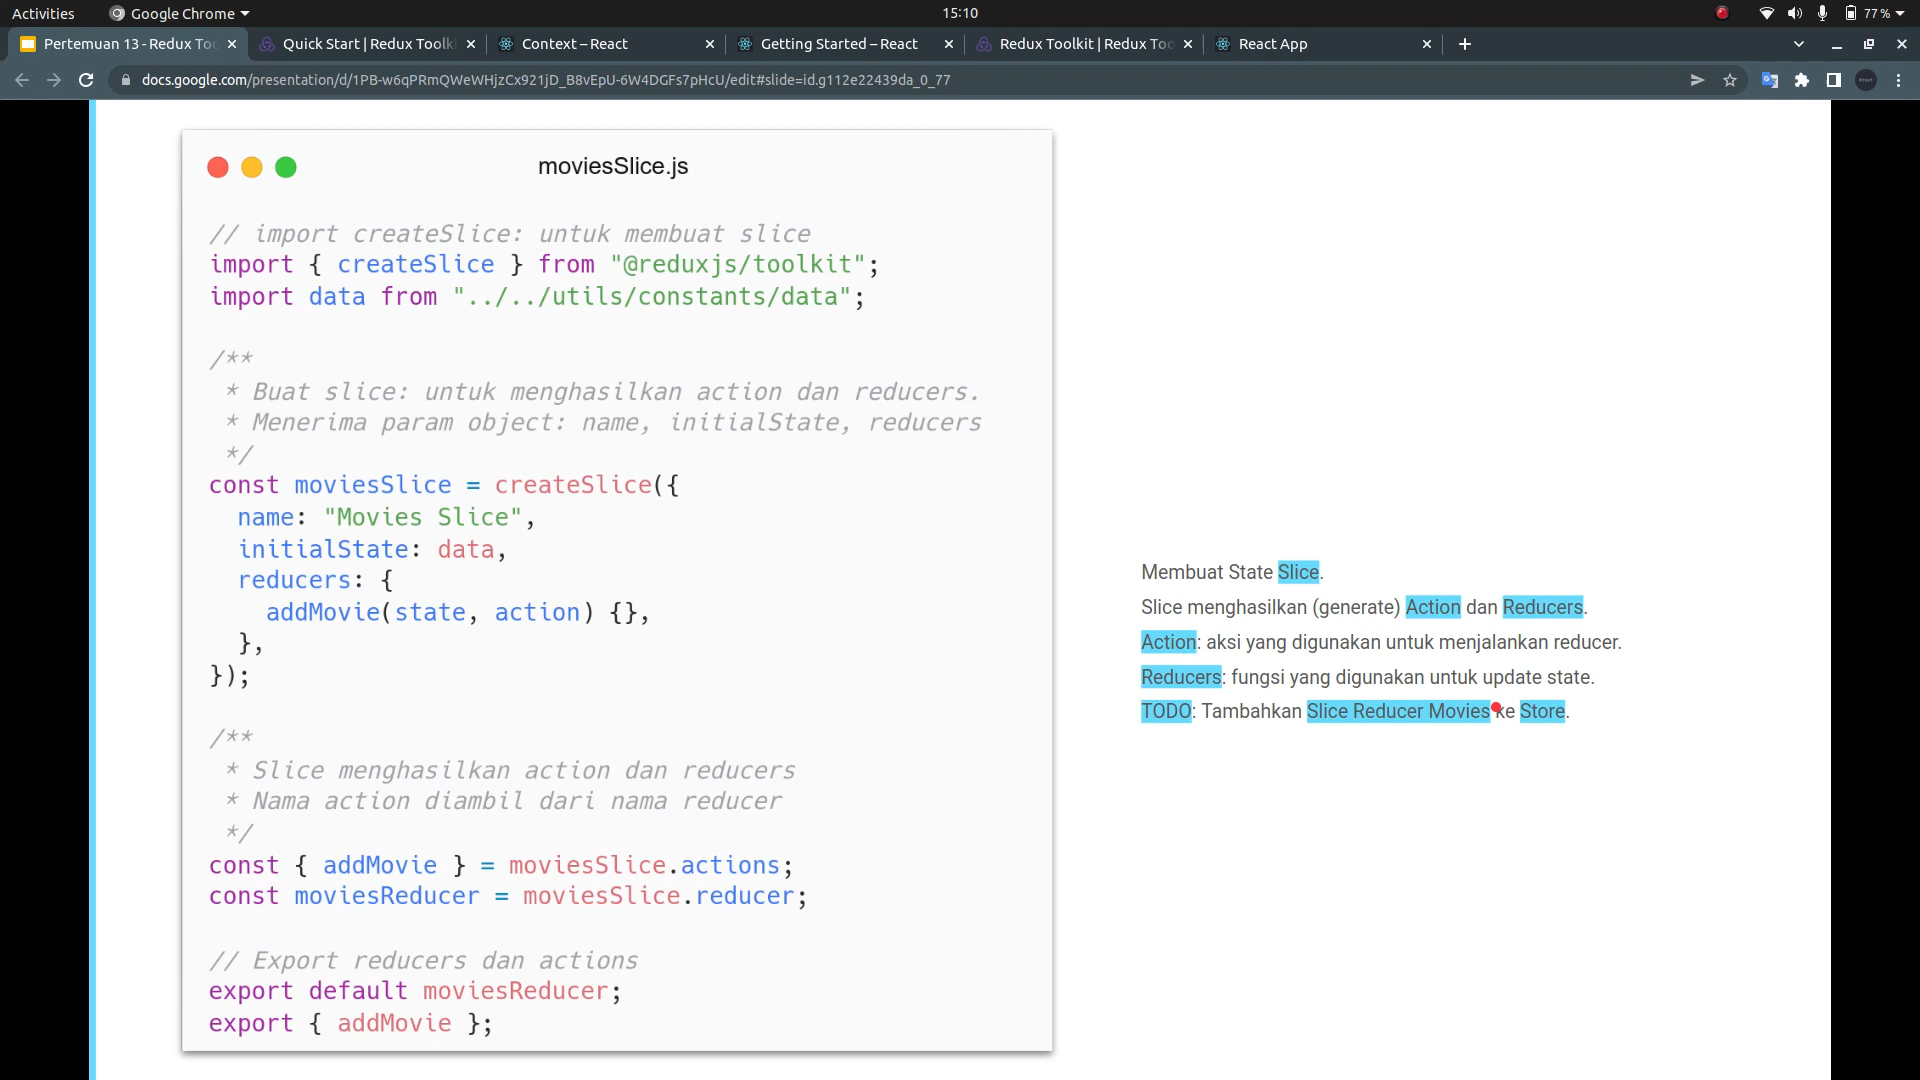 Activities
Google Chrome
15:10
77 %
Pertemuan 13 - Redux Too
Quick Start | Redux Toolki
Context – React
Getting Started – React
Redux Toolkit | Redux Too
React App
docs.google.com/presentation/d/1PB-w6qPRmQWeWHjzCx921jD_B8vEpU-6W4DGFs7pHcU/edit#slide=id.g112e22439da_0_77
moviesSlice.js
// import createSlice: untuk membuat slice
import { createSlice } from "@reduxjs/toolkit";
import data from "../../utils/constants/data";
/**
* Buat slice: untuk menghasilkan action dan reducers.
* Menerima param object: name, initialState, reducers
*/
const moviesSlice = createSlice({
name: "Movies Slice",
initialState: data,
reducers: {
addMovie(state, action) {},
},
});
/**
* Slice menghasilkan action dan reducers
* Nama action diambil dari nama reducer
*/
const { addMovie } = moviesSlice.actions;
const moviesReducer = moviesSlice.reducer;
// Export reducers dan actions
export default moviesReducer;
export { addMovie };
Membuat State Slice.
Slice menghasilkan (generate) Action dan Reducers.
Action: aksi yang digunakan untuk menjalankan reducer.
Reducers: fungsi yang digunakan untuk update state.
TODO: Tambahkan Slice Reducer Movies ke Store.